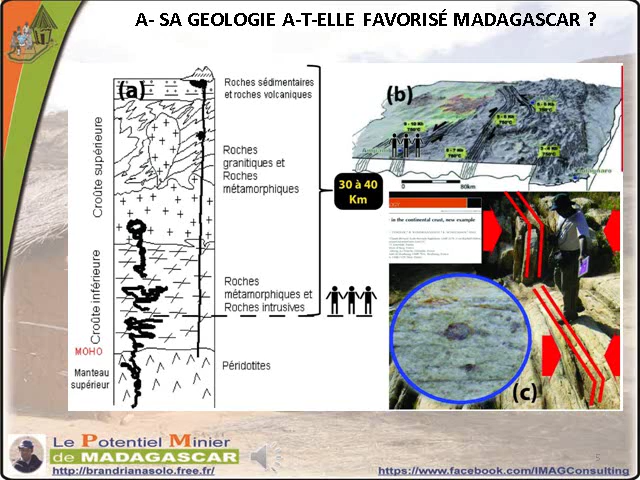 A- SA GEOLOGIE A-T-ELLE FAVORISÉ MADAGASCAR ?
(a)
Roches sédimentaires
et roches volcaniques
Croûte supérieure
Roches
granitiques et
Roches
métamorphiques
30 à 40
Km
Croûte inférieure
Roches
métamorphiques et
Roches intrusives
MOHO
Manteau
supérieur
Péridotites
(b)
80km
in the continental crust, new example
(c)
Le Potentiel Minier
de MADAGASCAR
http://brandrianasolo.free.fr/
https://www.facebook.com/IMAGConsulting
5